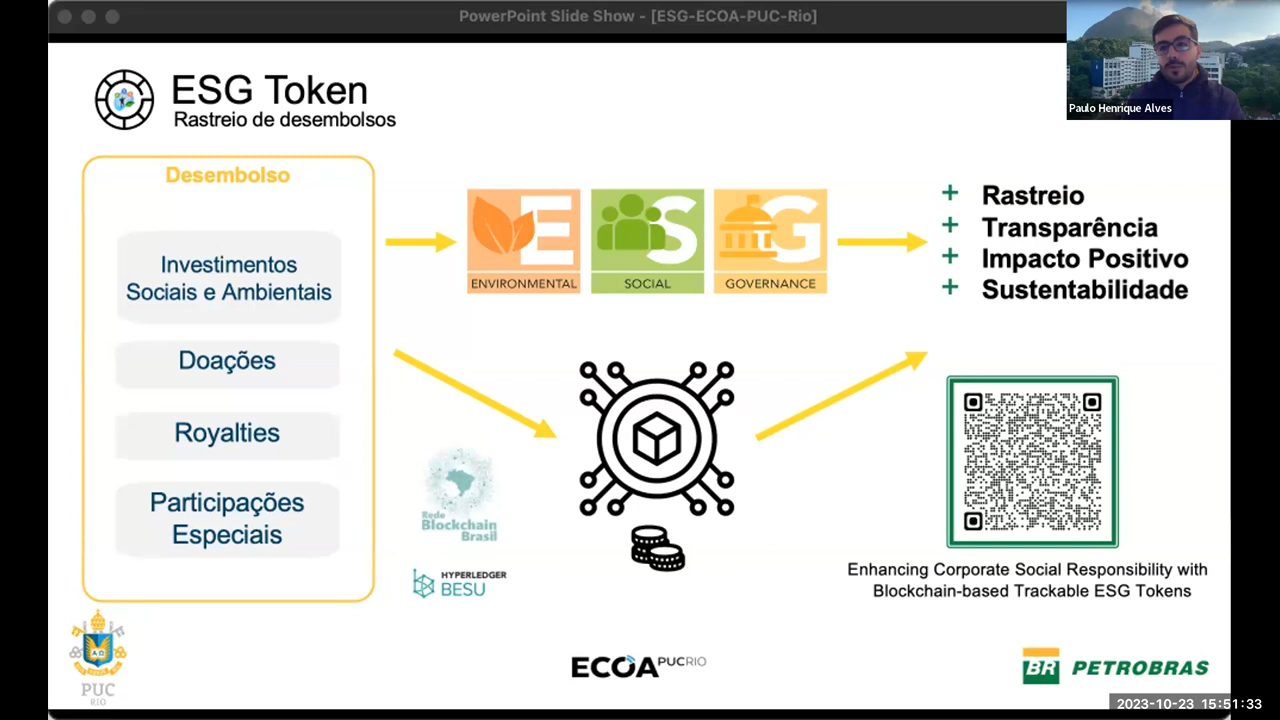 PowerPoint Slide Show - [ESG-ECOA-PUC-Rio]
Paulo Henrique Alves
ESG Token
Rastreio de desembolsos
Desembolso
Investimentos
Sociais e Ambientais
Doações
Royalties
Participações
Especiais
E
ENVIRONMENTAL
S
SOCIAL
G
GOVERNANCE
+ Rastreio
+ Transparência
+ Impacto Positivo
+ Sustentabilidade
Rede
Blockchain
Brasil
HYPERLEDGER
BESU
Enhancing Corporate Social Responsibility with
Blockchain-based Trackable ESG Tokens
PUC
RIO
ECOA PUCRIO
BR PETROBRAS
2023-10-23 15:51:33